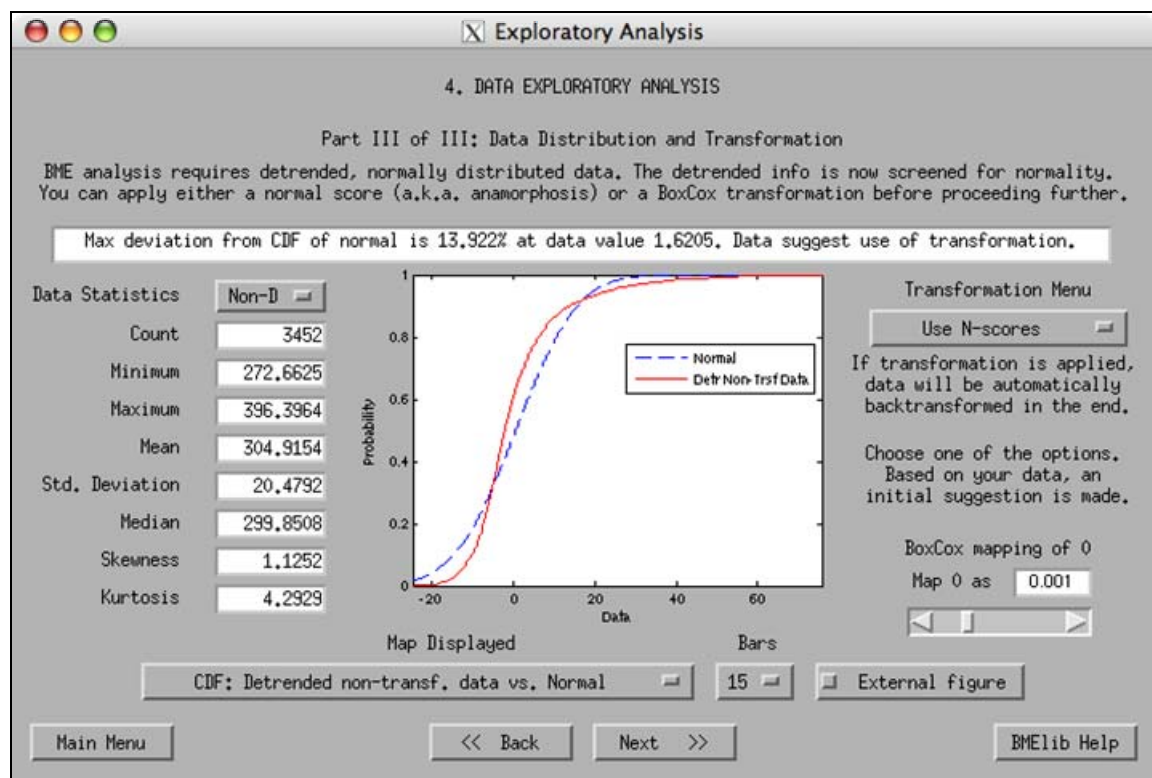 X Exploratory Analysis
4. DATA EXPLORATORY ANALYSIS
Part III of III: Data Distribution and Transformation
BME analysis requires detrended, normally distributed data. The detrended info is now screened for normality.
You can apply either a normal score (a.k.a. anamorphosis) or a BoxCox transformation before proceeding further.
Max deviation from CDF of normal is 13.922% at data value 1.6205. Data suggest use of transformation.
Data Statistics Non-D
Count 3452
Minimum 272.6625
Maximum 396.3964
Mean 304.9154
Std. Deviation 20.4792
Median 299.8508
Skewness 1.1252
Kurtosis 4.2929
1
0.8
0.6
0.4
0.2
0
Probability
-20 0 20 40 60
Data
Normal
Detr Non-Trsf Data
Transformation Menu
Use N-scores
If transformation is applied,
data will be automatically
backtransformed in the end.
Choose one of the options.
Based on your data, an
initial suggestion is made.
BoxCox mapping of 0
Map 0 as 0.001
Map Displayed
CDF: Detrended non-transf. data vs. Normal
Bars
15
External figure
Main Menu
<< Back
Next >>
BMElib Help